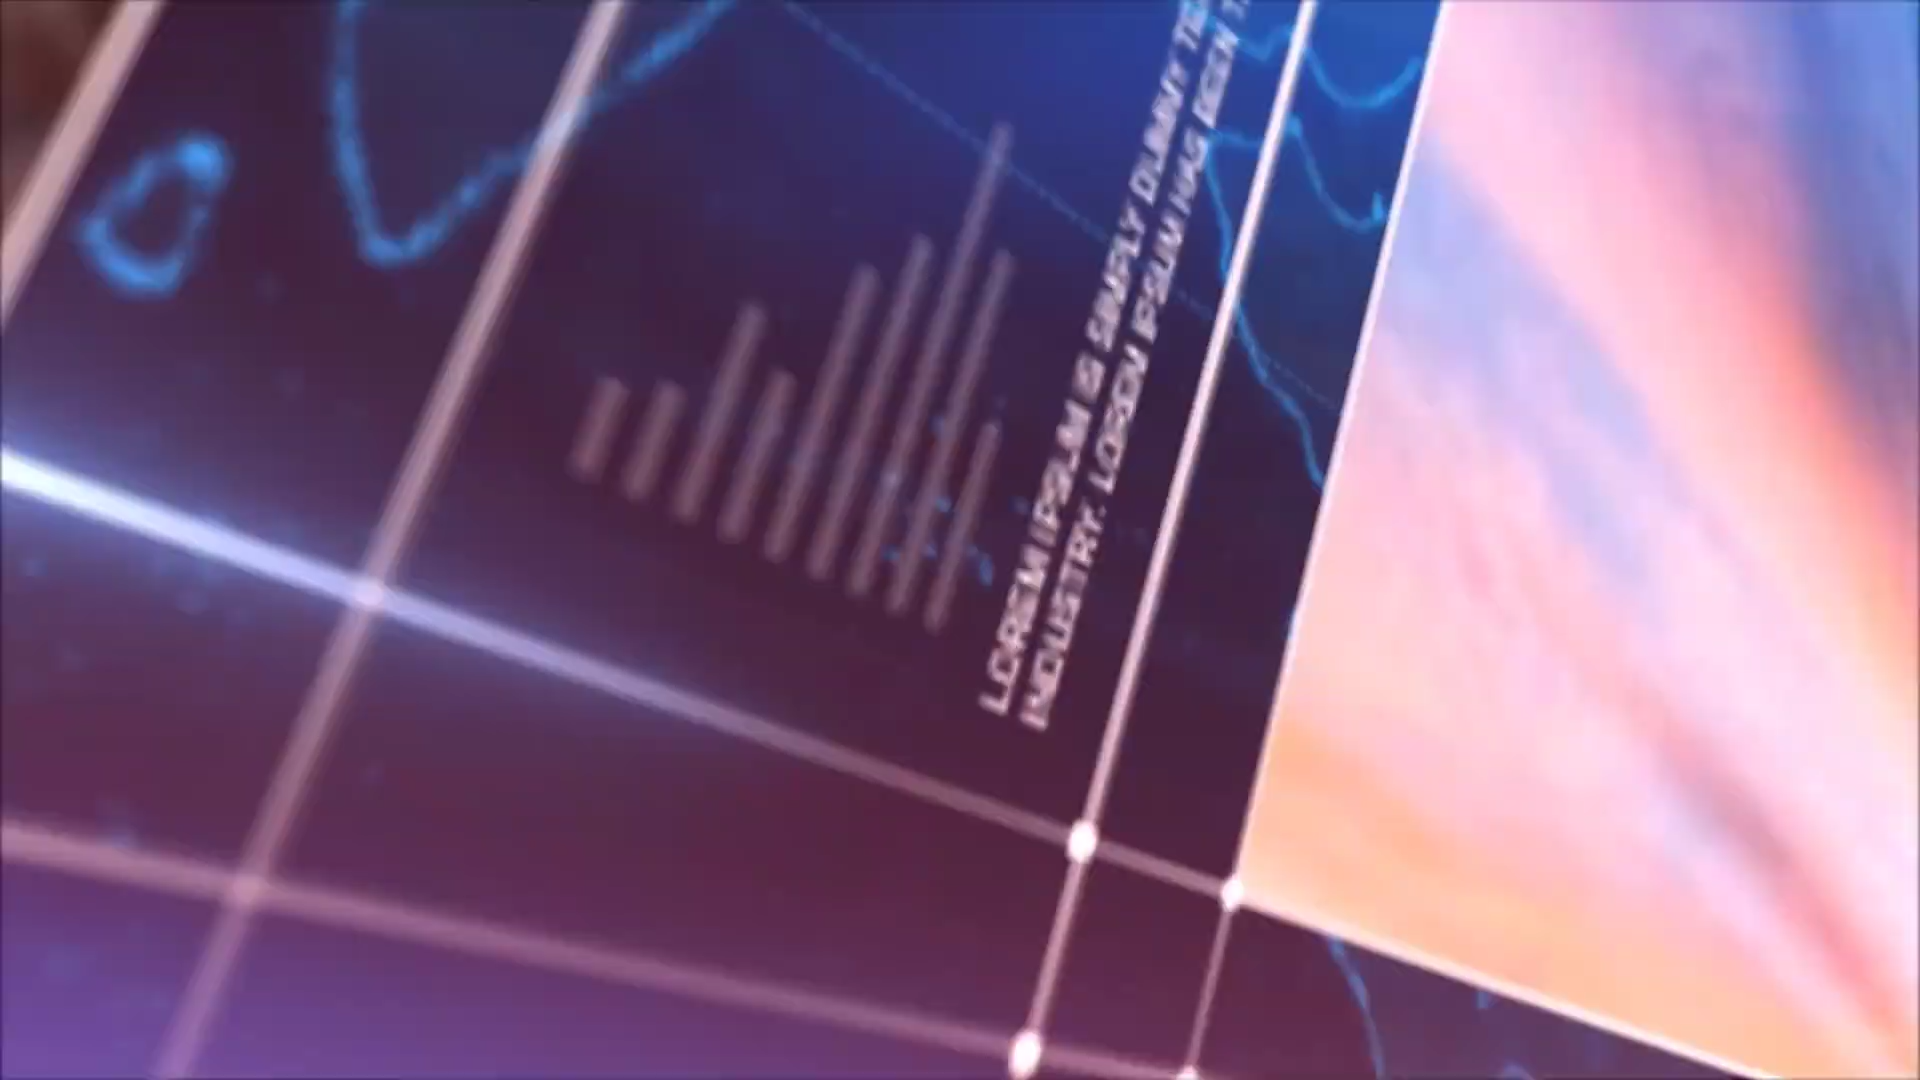 LOREM IPSUM IS SIMPLY DUMMY
INDUSTRY. LOREM IPSUM HAS BEEN